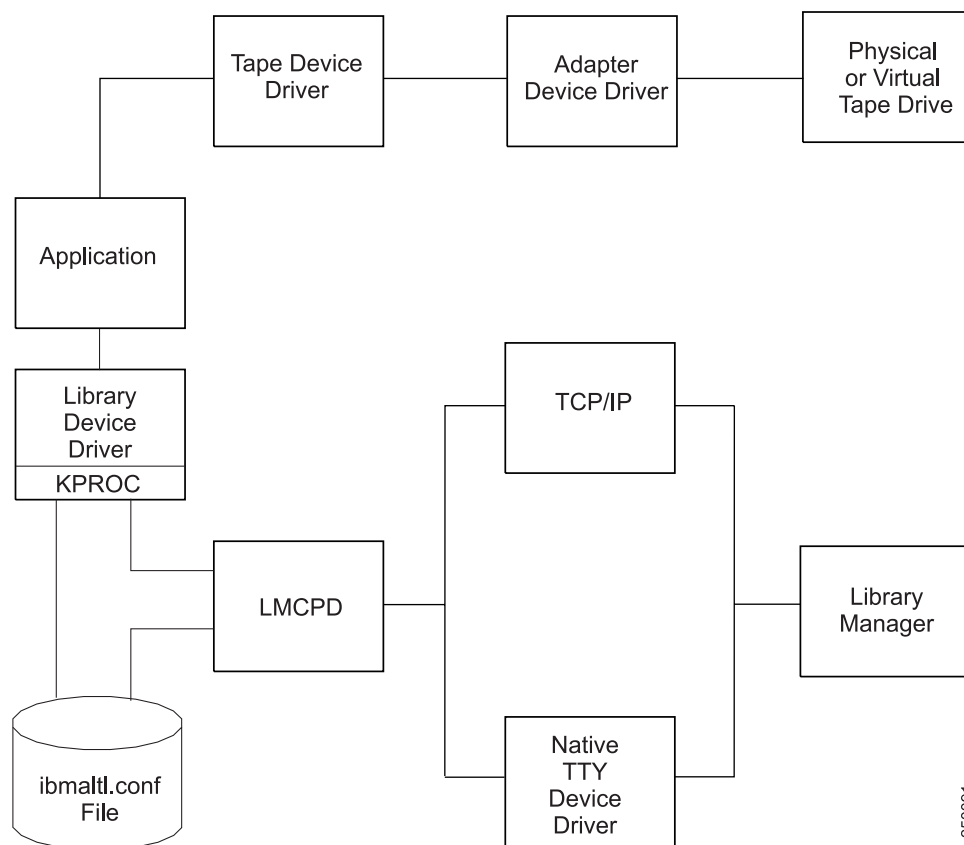 Tape Device
Driver
Adapter
Device Driver
Physical
or Virtual
Tape Drive
Application
Library
Device
Driver
KPROC
TCP/IP
LMCPD
Library
Manager
ibmatl.conf
File
Native
TTY
Device
Driver